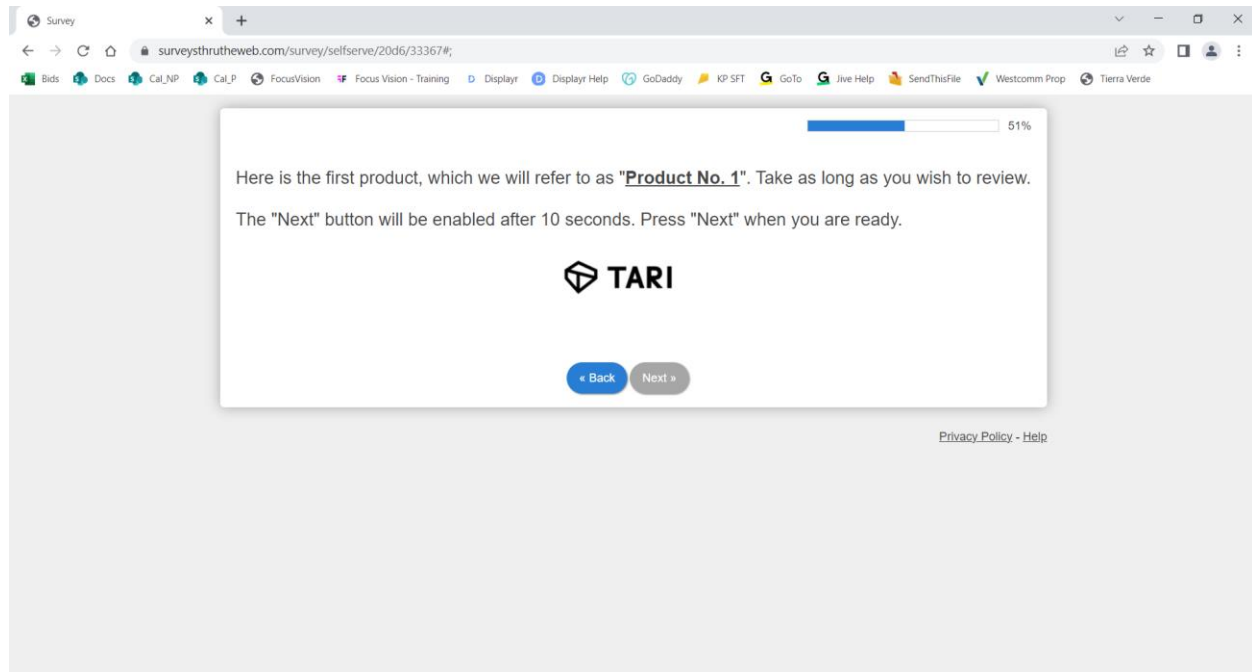 Survey
surveysthrutheweb.com/survey/selfserve/20d6/33367#;
Bids Docs Cal_NP Cal_P FocusVision Focus Vision - Training Displayr Displayr Help GoDaddy KP SFT GoTo Jive Help SendThisFile Westcomm Prop Tierra Verde
51%
Here is the first product, which we will refer to as "Product No. 1". Take as long as you wish to review.
The "Next" button will be enabled after 10 seconds. Press "Next" when you are ready.
TARI
« Back Next »
Privacy Policy - Help